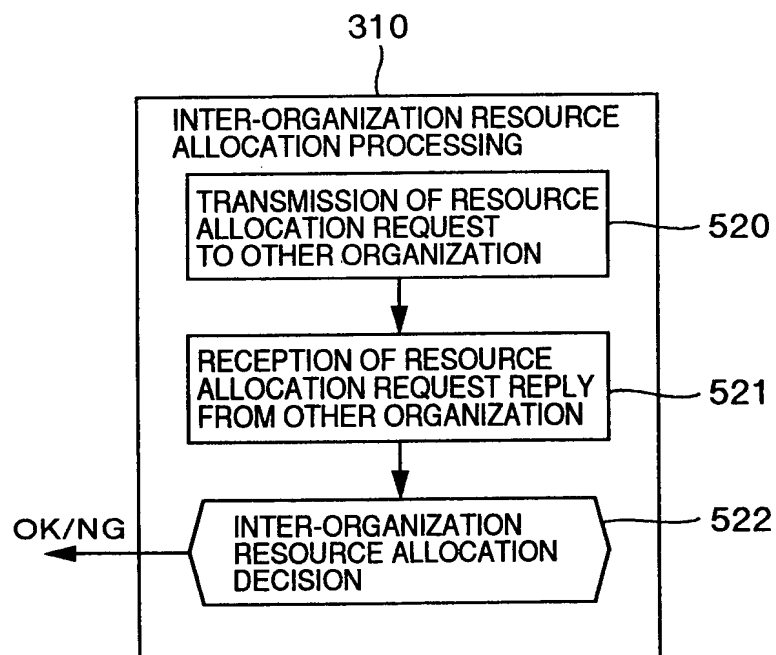 310
INTER-ORGANIZATION RESOURCE
ALLOCATION PROCESSING
TRANSMISSION OF RESOURCE
ALLOCATION REQUEST
TO OTHER ORGANIZATION
520
RECEPTION OF RESOURCE
ALLOCATION REQUEST REPLY
FROM OTHER ORGANIZATION
521
OK/NG
INTER-ORGANIZATION
RESOURCE ALLOCATION
DECISION
522